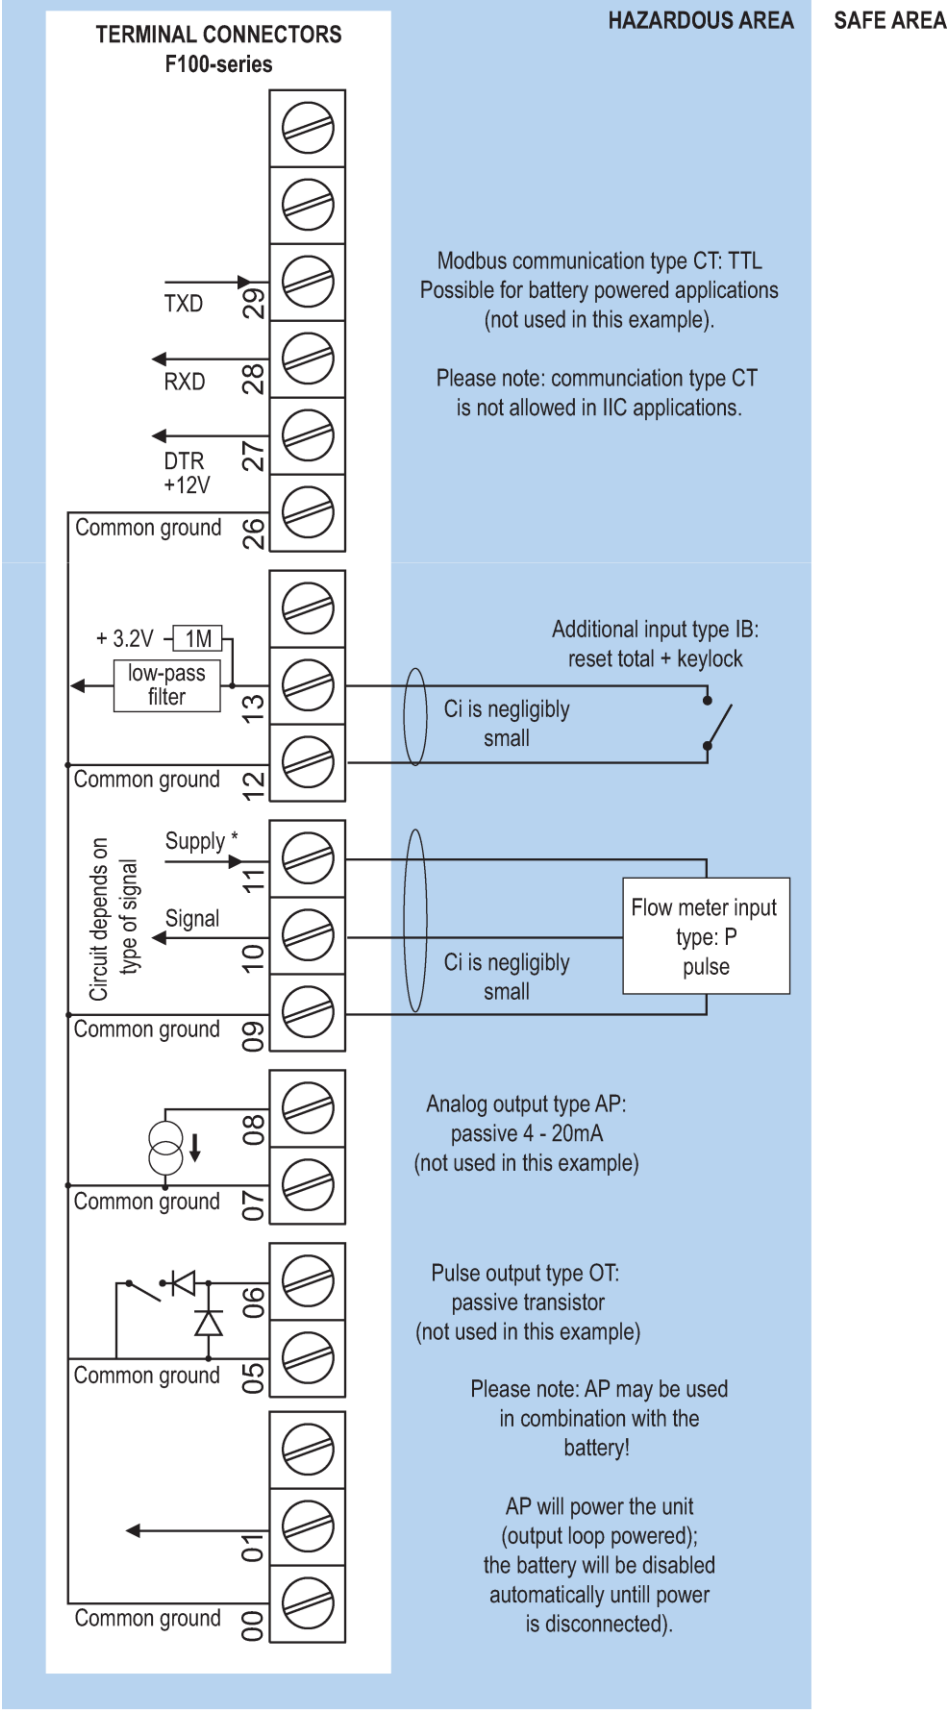 HAZARDOUS AREA
SAFE AREA
TERMINAL CONNECTORS
F100-series
TXD
29
RXD
28
DTR
+12V
27
Common ground
26
Modbus communication type CT: TTL
Possible for battery powered applications
(not used in this example).
Please note: communciation type CT
is not allowed in IIC applications.
+ 3.2V
1M
low-pass
filter
13
Common ground
12
Additional input type IB:
reset total + keylock
Ci is negligibly
small
Circuit depends on
type of signal
Supply *
11
Signal
10
Common ground
09
Ci is negligibly
small
Flow meter input
type: P
pulse
08
Common ground
07
Analog output type AP:
passive 4 - 20mA
(not used in this example)
06
Common ground
05
Pulse output type OT:
passive transistor
(not used in this example)
Please note: AP may be used
in combination with the
battery!
01
Common ground
00
AP will power the unit
(output loop powered);
the battery will be disabled
automatically untill power
is disconnected).